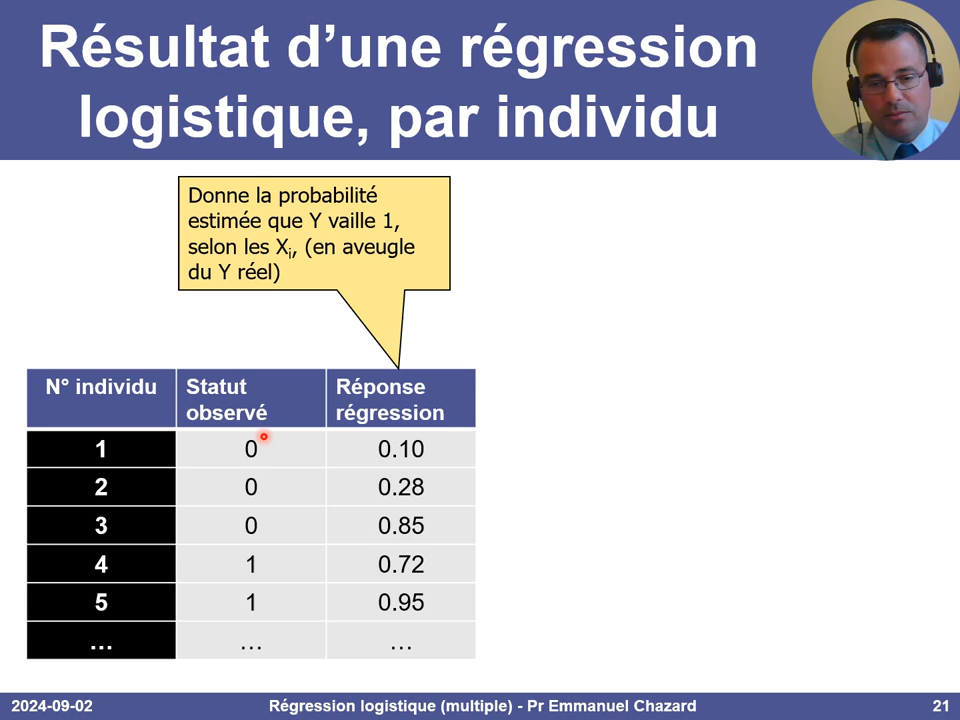 Résultat d’une régression
logistique, par individu
Donne la probabilité
estimée que Y vaille 1,
selon les Xi, (en aveugle
du Y réel)
N° individu Statut observé Réponse régression
1 0 0.10
2 0 0.28
3 0 0.85
4 1 0.72
5 1 0.95
… … …
2024-09-02 Régression logistique (multiple) - Pr Emmanuel Chazard 21